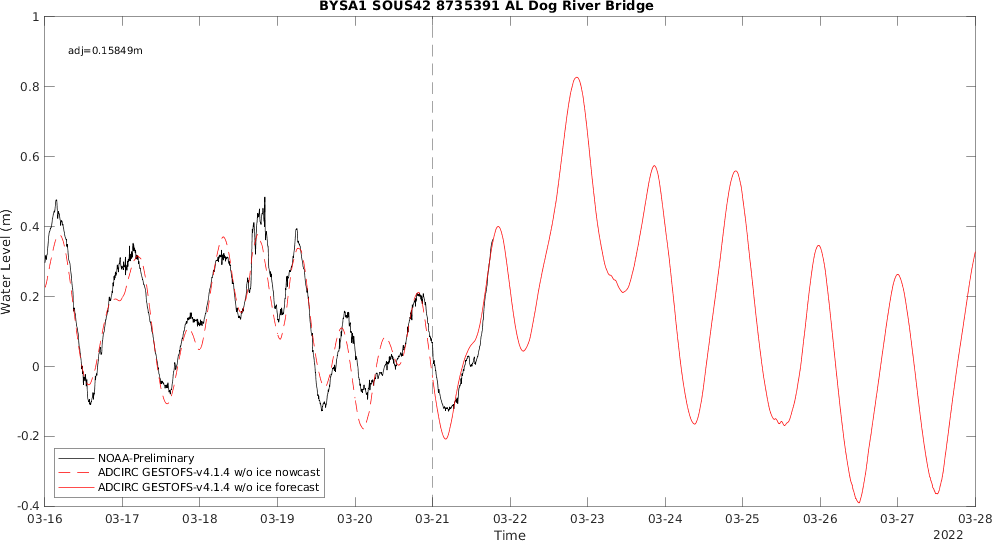 BYSA1 SOUS42 8735391 AL Dog River Bridge
adj=0.15849m
Water Level (m)
1
0.8
0.6
0.4
0.2
0
-0.2
-0.4
NOAA-Preliminary
ADCIRC GESTOFS-v4.1.4 w/o ice nowcast
ADCIRC GESTOFS-v4.1.4 w/o ice forecast
03-16 03-17 03-18 03-19 03-20 03-21 03-22 03-23 03-24 03-25 03-26 03-27 03-28
Time
2022